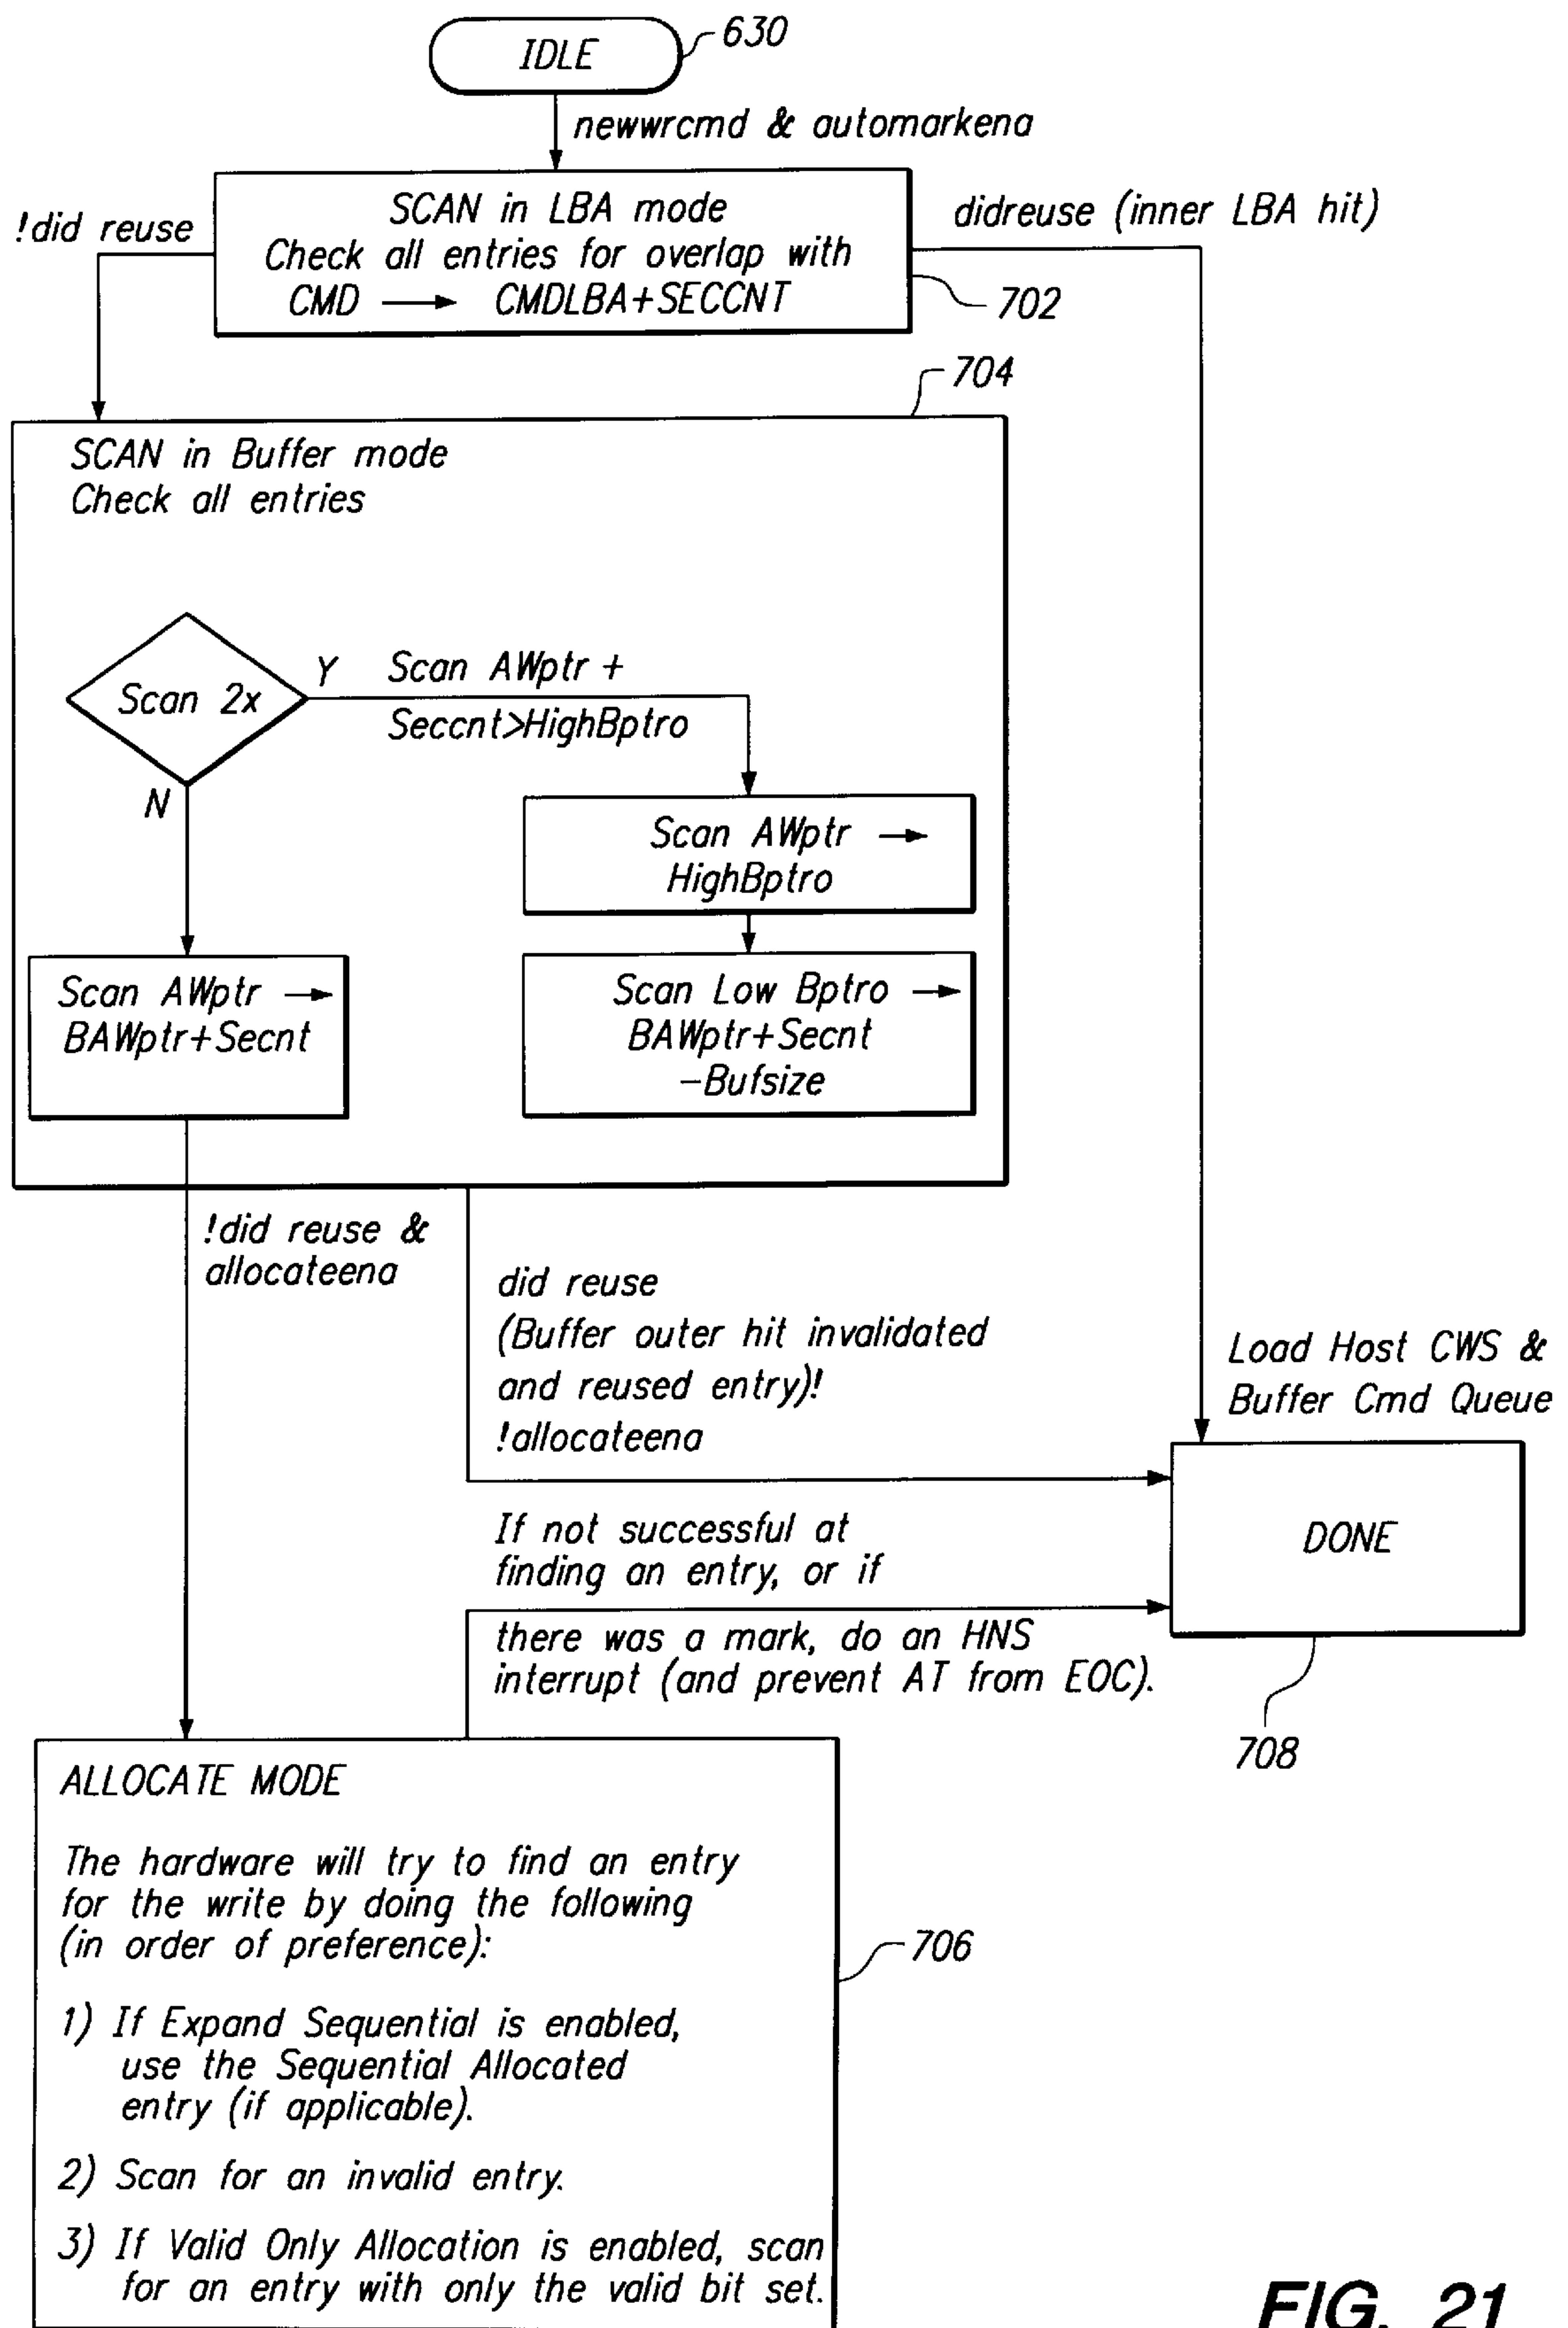 IDLE
630
newwrcmd & automarkena
!did reuse
SCAN in LBA mode
Check all entries for overlap with
CMD → CMDLBA+SECCNT
didreuse (inner LBA hit)
702
704
SCAN in Buffer mode
Check all entries
Scan 2x
Y
Scan AWptr +
Seccnt>HighBptro
N
Scan AWptr →
HighBptro
Scan AWptr →
BAWptr+Secnt
Scan Low Bptro →
BAWptr+Secnt
-Bufsize
!did reuse &
allocateena
did reuse
(Buffer outer hit invalidated
and reused entry)!
!allocateena
Load Host CWS &
Buffer Cmd Queue
DONE
If not successful at
finding an entry, or if
there was a mark, do an HNS
interrupt (and prevent AT from EOC).
708
ALLOCATE MODE
The hardware will try to find an entry
for the write by doing the following
(in order of preference):
706
1) If Expand Sequential is enabled,
use the Sequential Allocated
entry (if applicable).
2) Scan for an invalid entry.
3) If Valid Only Allocation is enabled, scan
for an entry with only the valid bit set.
FIG. 21